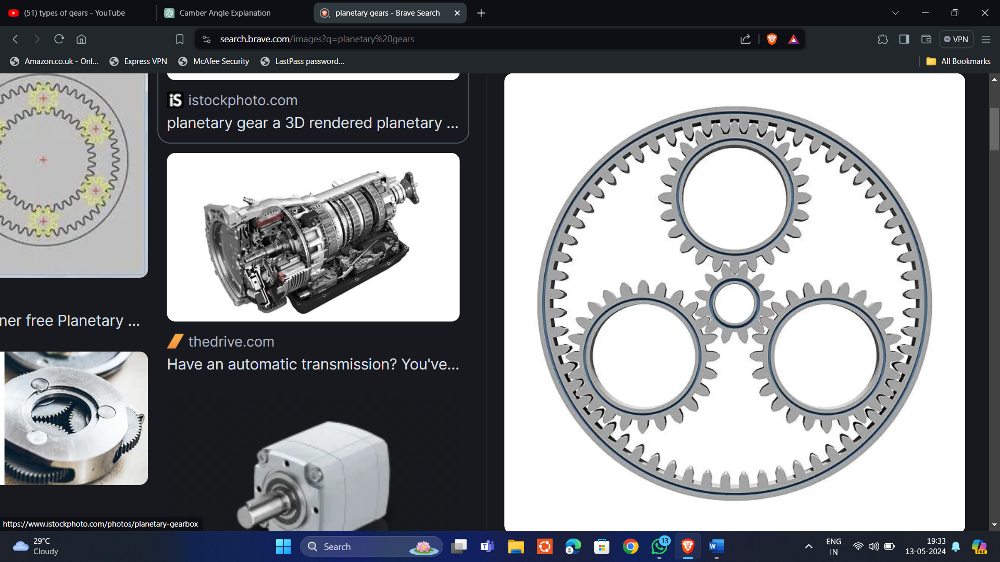 (51) types of gears - YouTube
Camber Angle Explanation
planetary gears - Brave Search
search.brave.com/images?q=planetary%20gears
VPN
Amazon.co.uk - Onl...
Express VPN
McAfee Security
LastPass password...
All Bookmarks
iS istockphoto.com
planetary gear a 3D rendered planetary ...
ner free Planetary ...
thedrive.com
Have an automatic transmission? You've...
https://www.istockphoto.com/photos/planetary-gearbox
29°C
Cloudy
Search
T
13
W
ENG
IN
19:33
13-05-2024
PRE